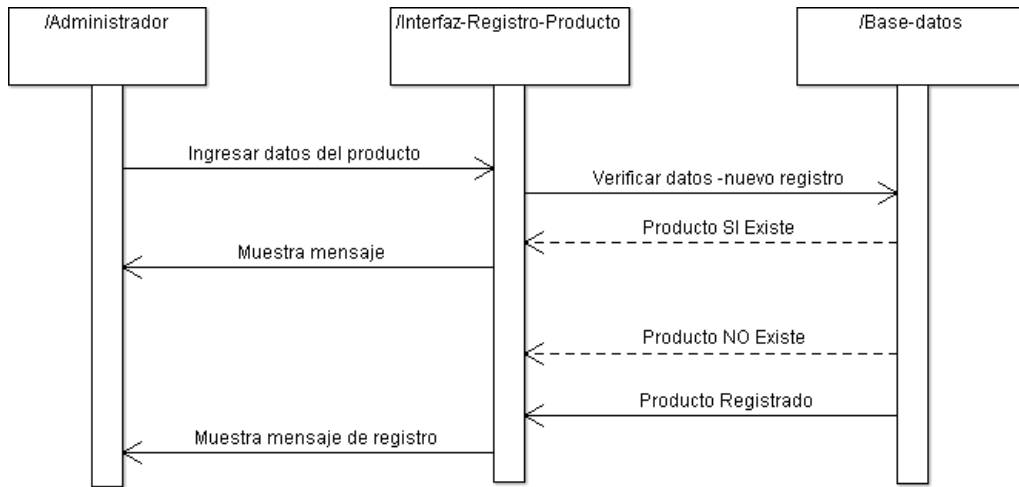 /Administrador
/Interfaz-Registro-Producto
/Base-datos
Ingresar datos del producto
Verificar datos -nuevo registro
Producto SI Existe
Muestra mensaje
Producto NO Existe
Producto Registrado
Muestra mensaje de registro